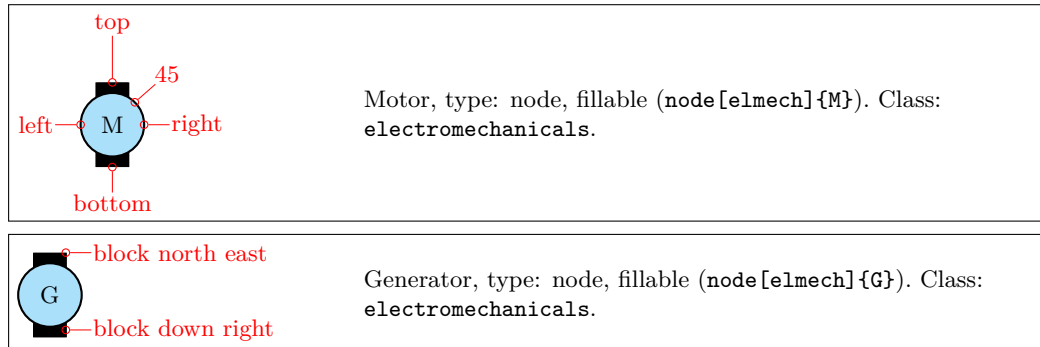 top
45
left
M
right
bottom
Motor, type: node, fillable (node[elmech]{M}). Class:
electromechanicals.
block north east
G
block down right
Generator, type: node, fillable (node[elmech]{G}). Class:
electromechanicals.